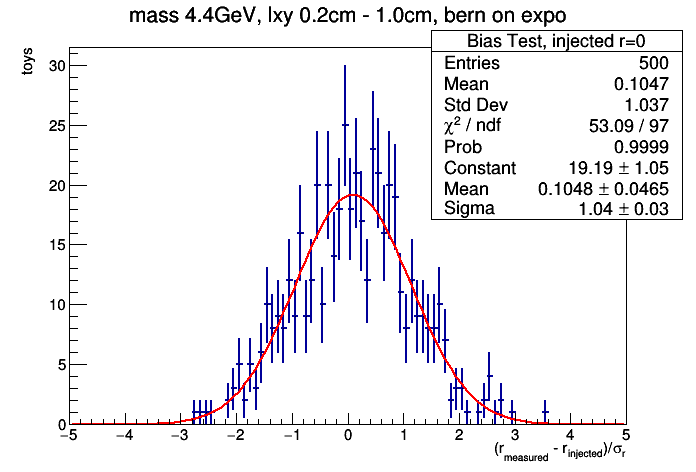 mass 4.4GeV, lxy 0.2cm - 1.0cm, bern on expo
Bias Test, injected r=0
Entries 500
Mean 0.1047
Std Dev 1.037
χ² / ndf 53.09 / 97
Prob 0.9999
Constant 19.19 ± 1.05
Mean 0.1048 ± 0.0465
Sigma 1.04 ± 0.03
toys
30
25
20
15
10
5
0
−5 −4 −3 −2 −1 0 1 2 3 4 5
(r_measured - r_injected)/σ_r